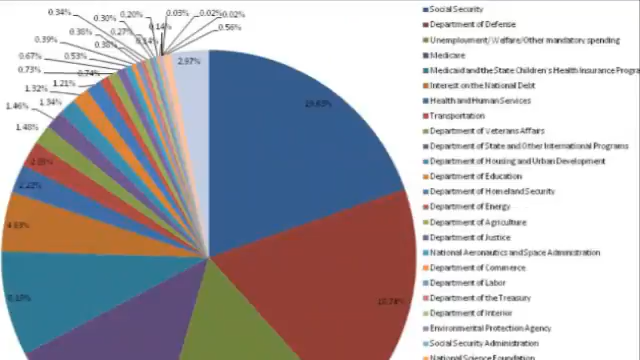 0.34%
0.30%
0.20%
0.03%
0.02%
0.02%
0.38%
0.27%
0.14%
0.56%
0.39%
0.38%
0.14%
0.67%
0.53%
2.97%
0.73%
0.74%
1.21%
1.32%
1.34%
1.46%
1.48%
2.22%
4.63%
Social Security
Department of Defense
Unemployment/Welfare/Other mandatory spending
Medicare
Medicaid and the State Children's Health Insurance Progra
Interest on the National Debt
Health and Human Services
Transportation
Department of Veterans Affairs
Department of State and Other International Programs
Department of Housing and Urban Development
Department of Education
Department of Homeland Security
Department of Energy
Department of Agriculture
Department of Justice
National Aeronautics and Space Administration
Department of Commerce
Department of Labor
Department of the Treasury
Department of Interior
Environmental Protection Agency
Social Security Administration
National Science Foundation